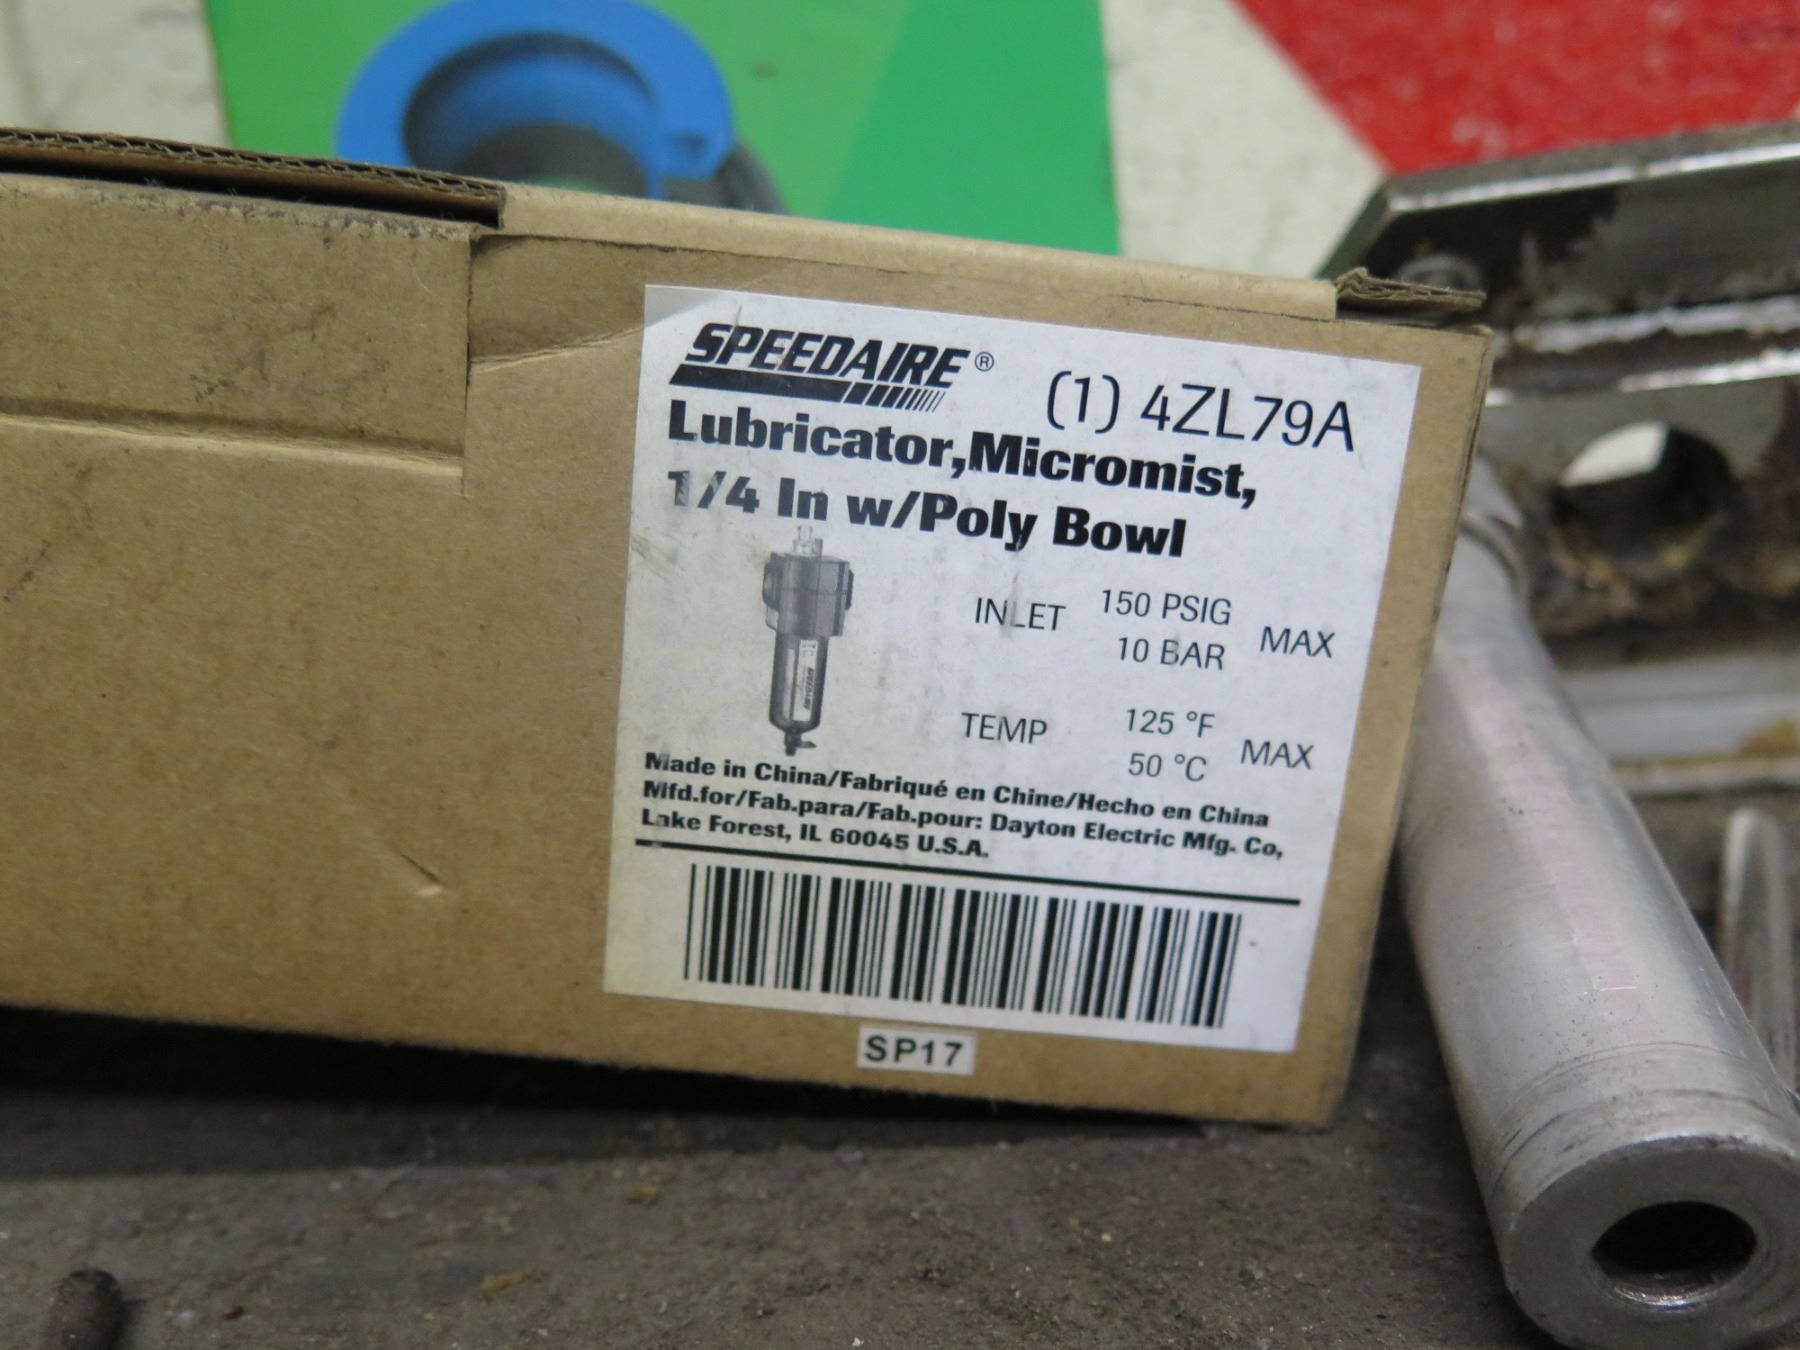 SPEEDAIRE® (1) 4ZL79A
Lubricator,Micromist,
1/4 In w/Poly Bowl
INLET 150 PSIG MAX
10 BAR
TEMP 125 °F MAX
50 °C
SPEEDAIRE
Made in China/Fabriqué en Chine/Hecho en China
Mfd.for/Fab.para/Fab.pour: Dayton Electric Mfg. Co,
Lake Forest, IL 60045 U.S.A.
SP17